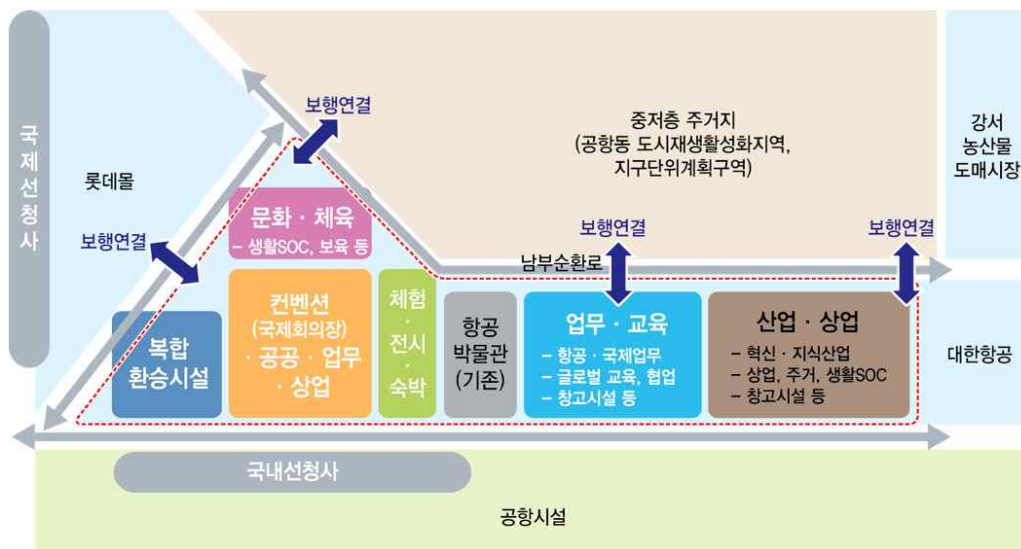 국제선청사
롯데몰
보행연결
보행연결
중저층 주거지
(공항동 도시재생활성화지역,
지구단위계획구역)
강서
농산물
도매시장
문화 · 체육
– 생활SOC, 보육 등
보행연결
보행연결
남부순환로
복합
환승시설
컨벤션
(국제회의장)
· 공공 · 업무
· 상업
체험
·
전시
·
숙박
항공
박물관
(기존)
업무 · 교육
– 항공 · 국제업무
– 글로벌 교육, 협업
– 창고시설 등
산업 · 상업
– 혁신 · 지식산업
– 상업, 주거, 생활SOC
– 창고시설 등
대한항공
국내선청사
공항시설